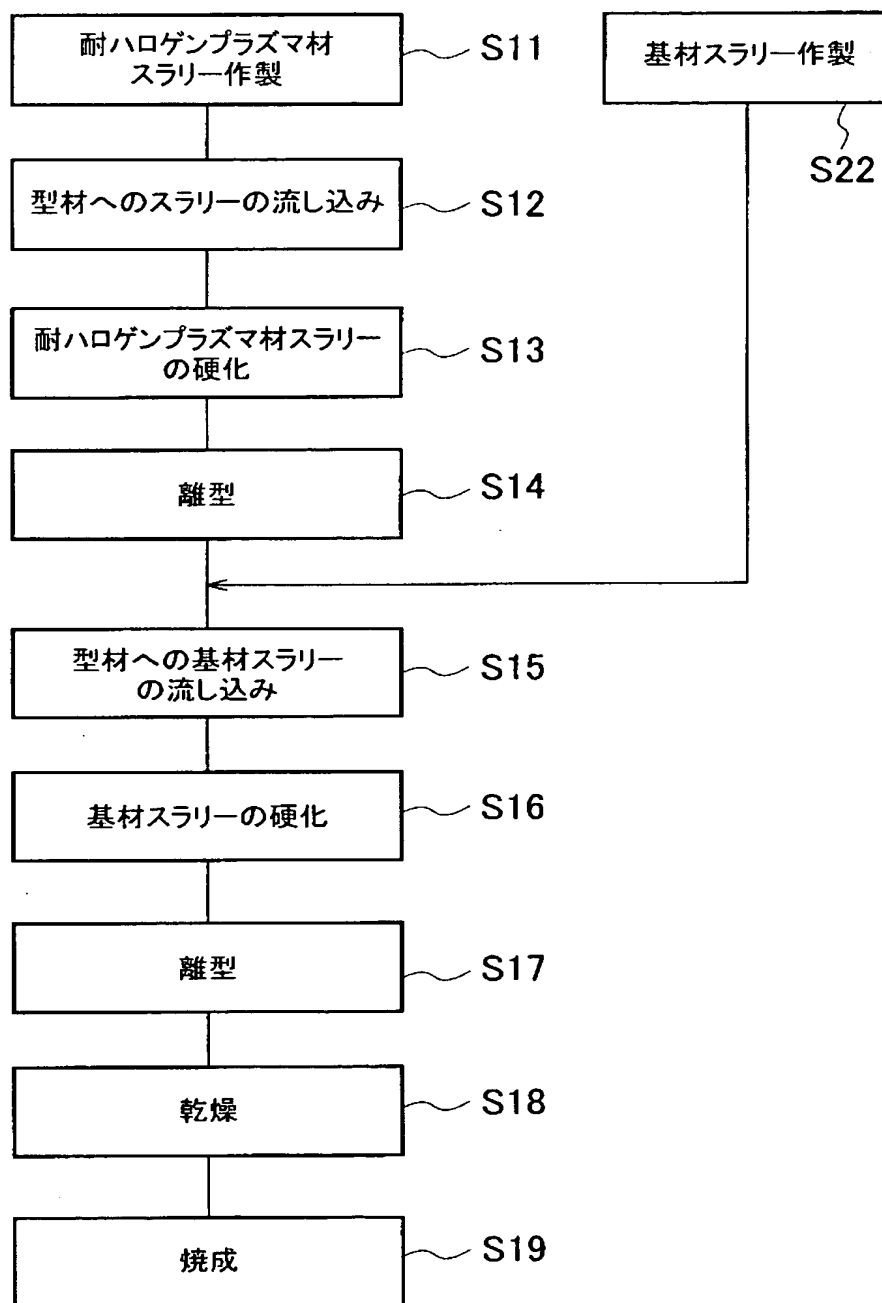 耐ハロゲンプラズマ材
スラリー作製
S11
基材スラリー作製
S22
型材へのスラリーの流し込み
S12
耐ハロゲンプラズマ材スラリー
の硬化
S13
離型
S14
型材への基材スラリー
の流し込み
S15
基材スラリーの硬化
S16
離型
S17
乾燥
S18
焼成
S19